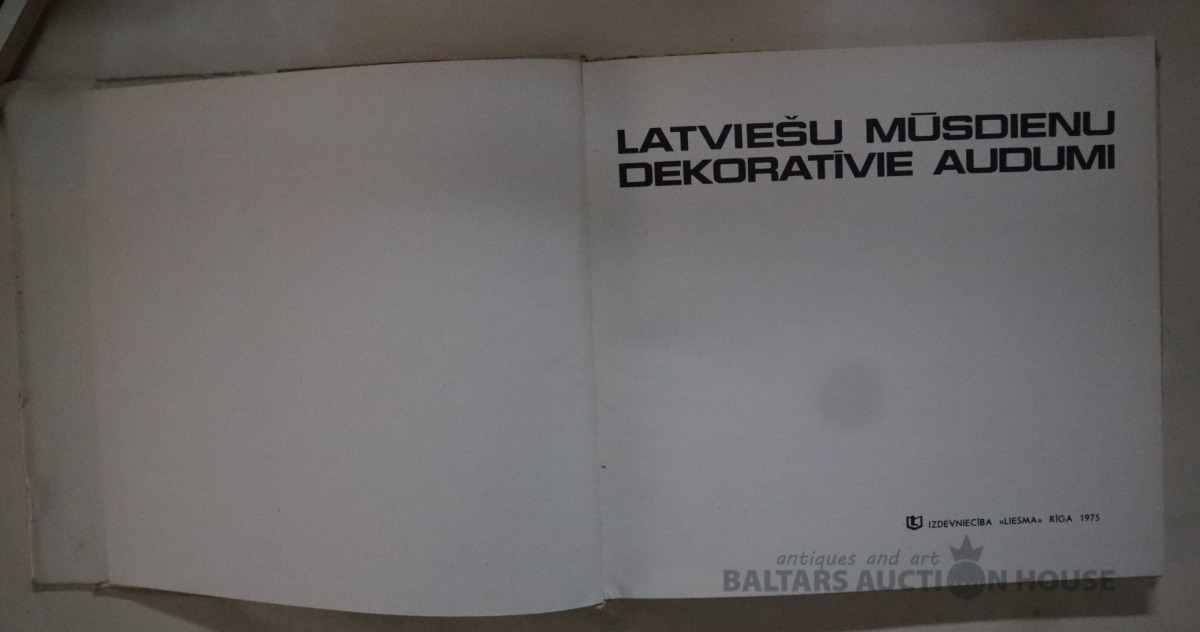 LATVIEŠU MŪSDIENU
DEKORATĪVIE AUDUMI
IZDEVNIECĪBA «LIESMA» RĪGA 1975
antiques and art
BALTARS AUCTION HOUSE